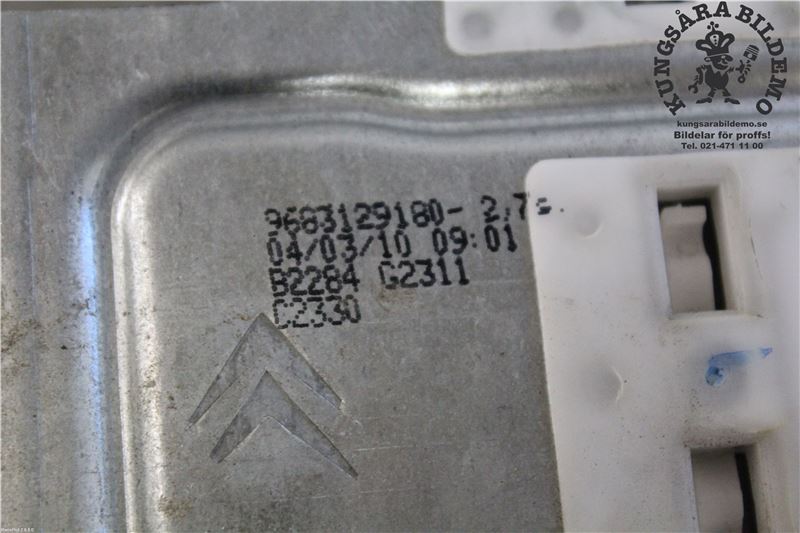 KUNGSÅRA BILDEMO
kungsarabildemo.se
Bildelar för proffs!
Tel. 021-471 11 00
9683129180- 2,7s.
04/03/10 09:01
B2284 G2311
C2330